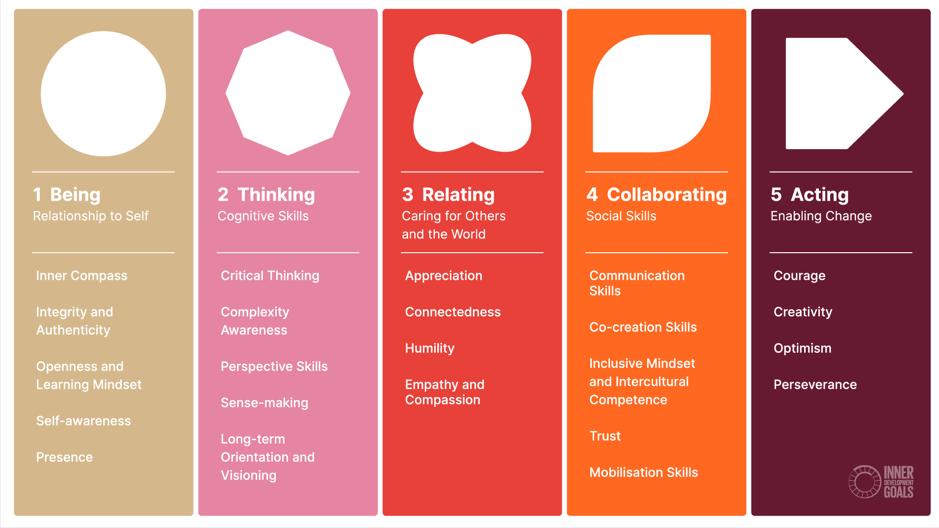 1 Being
Relationship to Self
Inner Compass
Integrity and
Authenticity
Openness and
Learning Mindset
Self-awareness
Presence
2 Thinking
Cognitive Skills
Critical Thinking
Complexity
Awareness
Perspective Skills
Sense-making
Long-term
Orientation and
Visioning
3 Relating
Caring for Others
and the World
Appreciation
Connectedness
Humility
Empathy and
Compassion
4 Collaborating
Social Skills
Communication
Skills
Co-creation Skills
Inclusive Mindset
and Intercultural
Competence
Trust
Mobilisation Skills
5 Acting
Enabling Change
Courage
Creativity
Optimism
Perseverance
INNER
DEVELOPMENT
GOALS